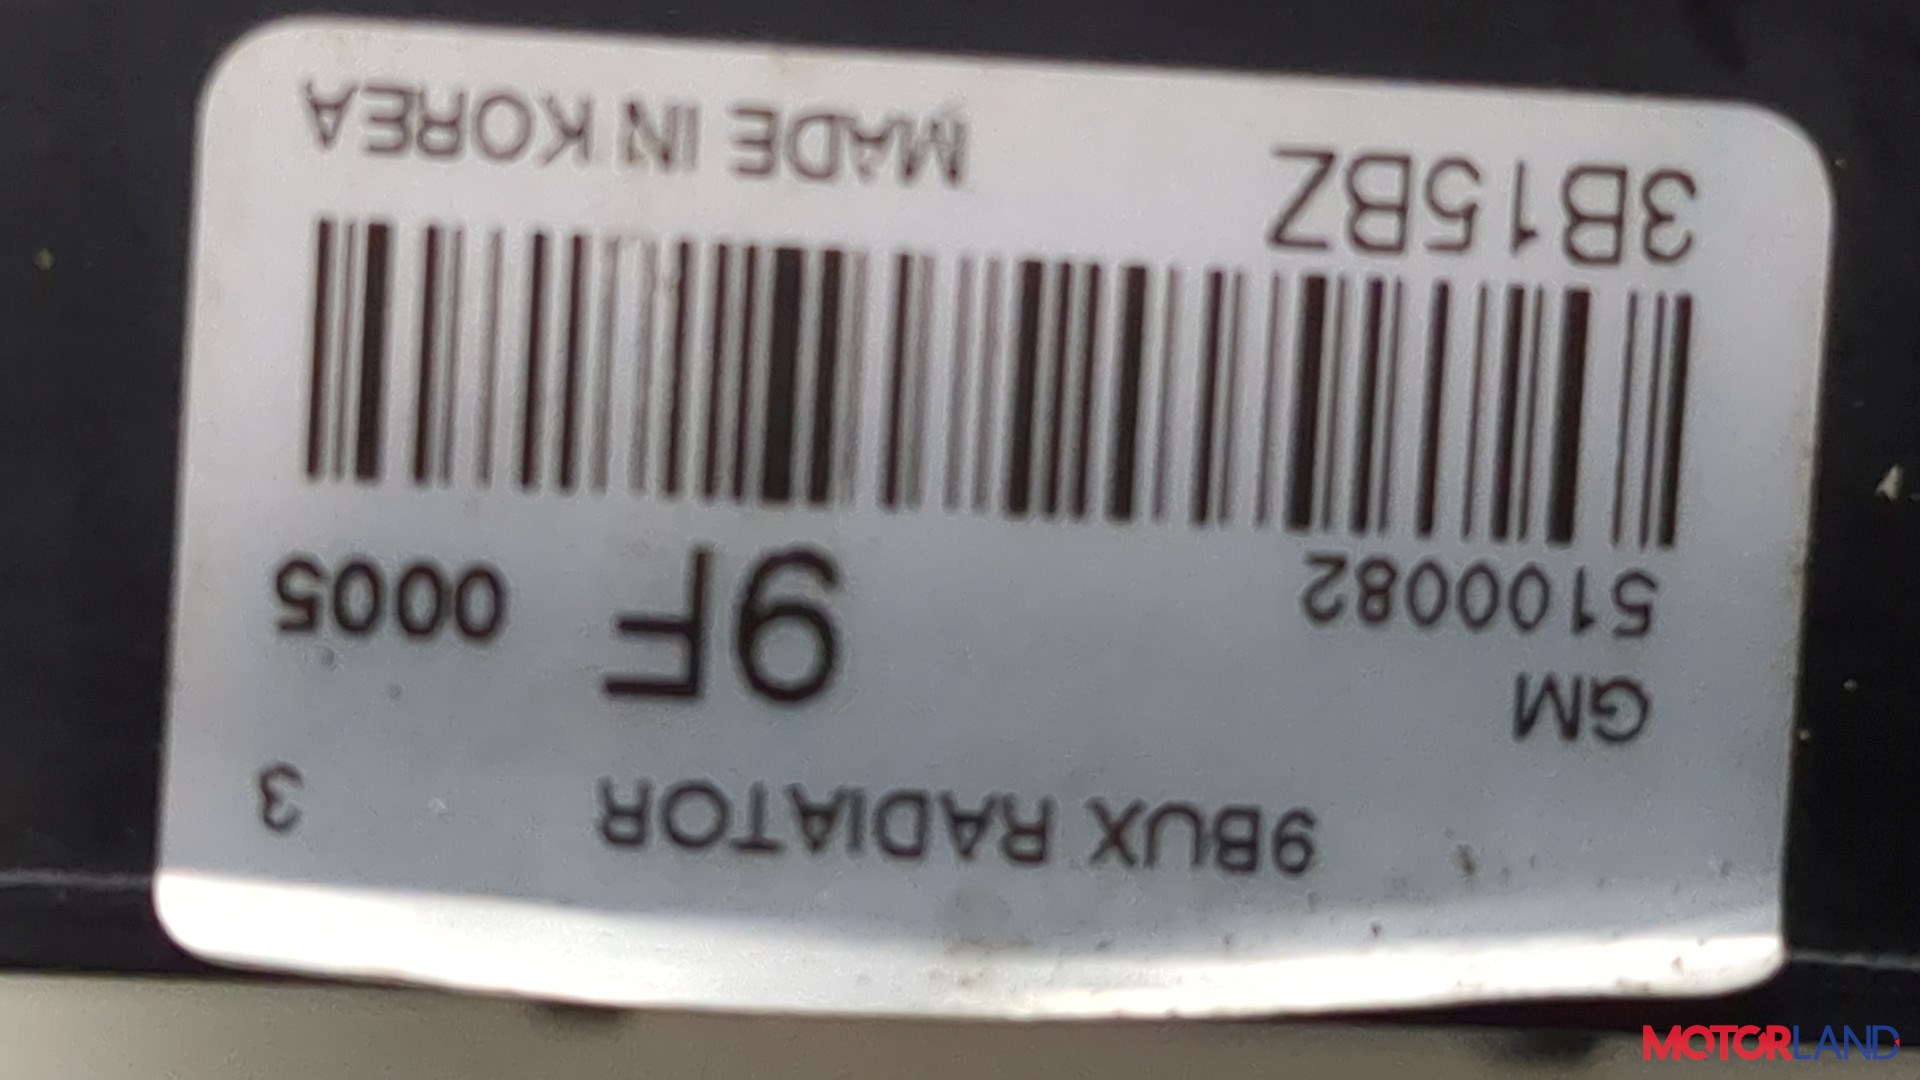 9BUX RADIATOR 3
GM
5100082 9F 0005
3B15BZ MADE IN KOREA
MOTORLAND